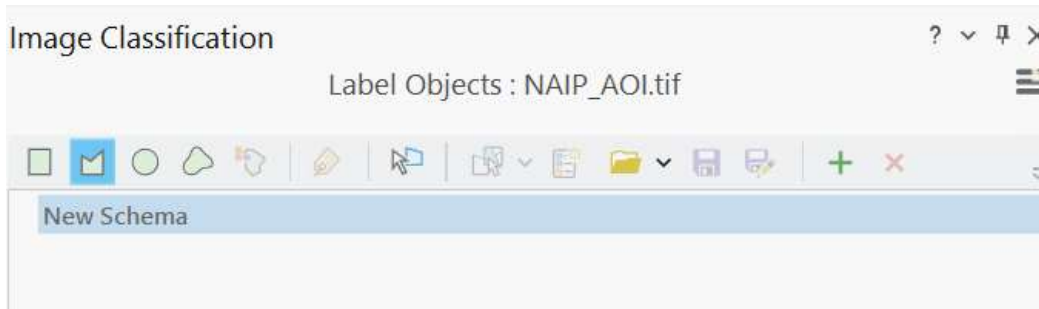 Image Classification ?
Label Objects : NAIP_AOI.tif
New Schema